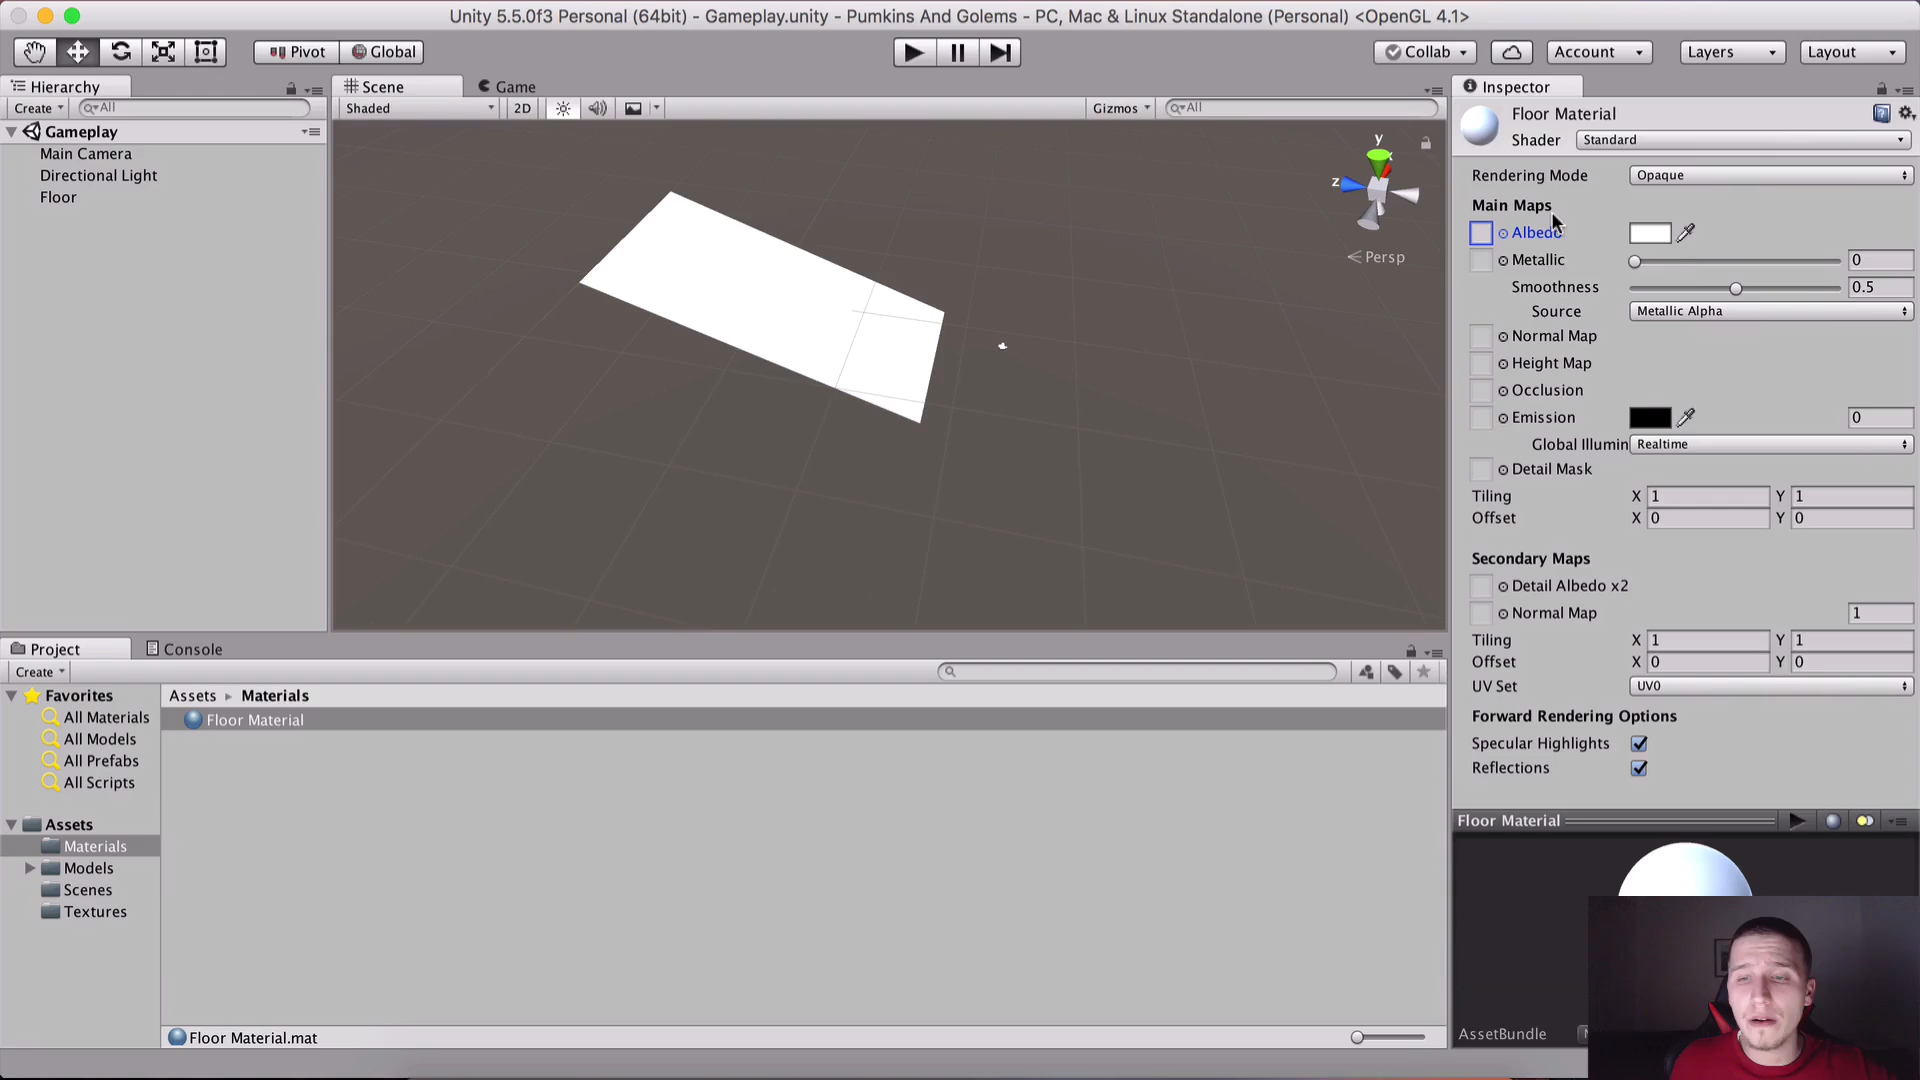 Unity 5.5.0f3 Personal (64bit) - Gameplay.unity - Pumkins And Golems - PC, Mac & Linux Standalone (Personal) <OpenGL 4.1>
Pivot Global Collab Account Layers Layout
Hierarchy
Create All
Gameplay
Main Camera
Directional Light
Floor
Scene Game
Shaded 2D Gizmos All
y
x
z
Persp
Inspector
Floor Material
Shader Standard
Rendering Mode Opaque
Main Maps
Albedo
Metallic 0
Smoothness 0.5
Source Metallic Alpha
Normal Map
Height Map
Occlusion
Emission 0
Global Illumin Realtime
Detail Mask
Tiling X 1 Y 1
Offset X 0 Y 0
Secondary Maps
Detail Albedo x2
Normal Map 1
Tiling X 1 Y 1
Offset X 0 Y 0
UV Set UV0
Forward Rendering Options
Specular Highlights
Reflections
Floor Material
AssetBundle
Project Console
Create
Favorites
All Materials
All Models
All Prefabs
All Scripts
Assets
Materials
Models
Scenes
Textures
Assets Materials
Floor Material
Floor Material.mat